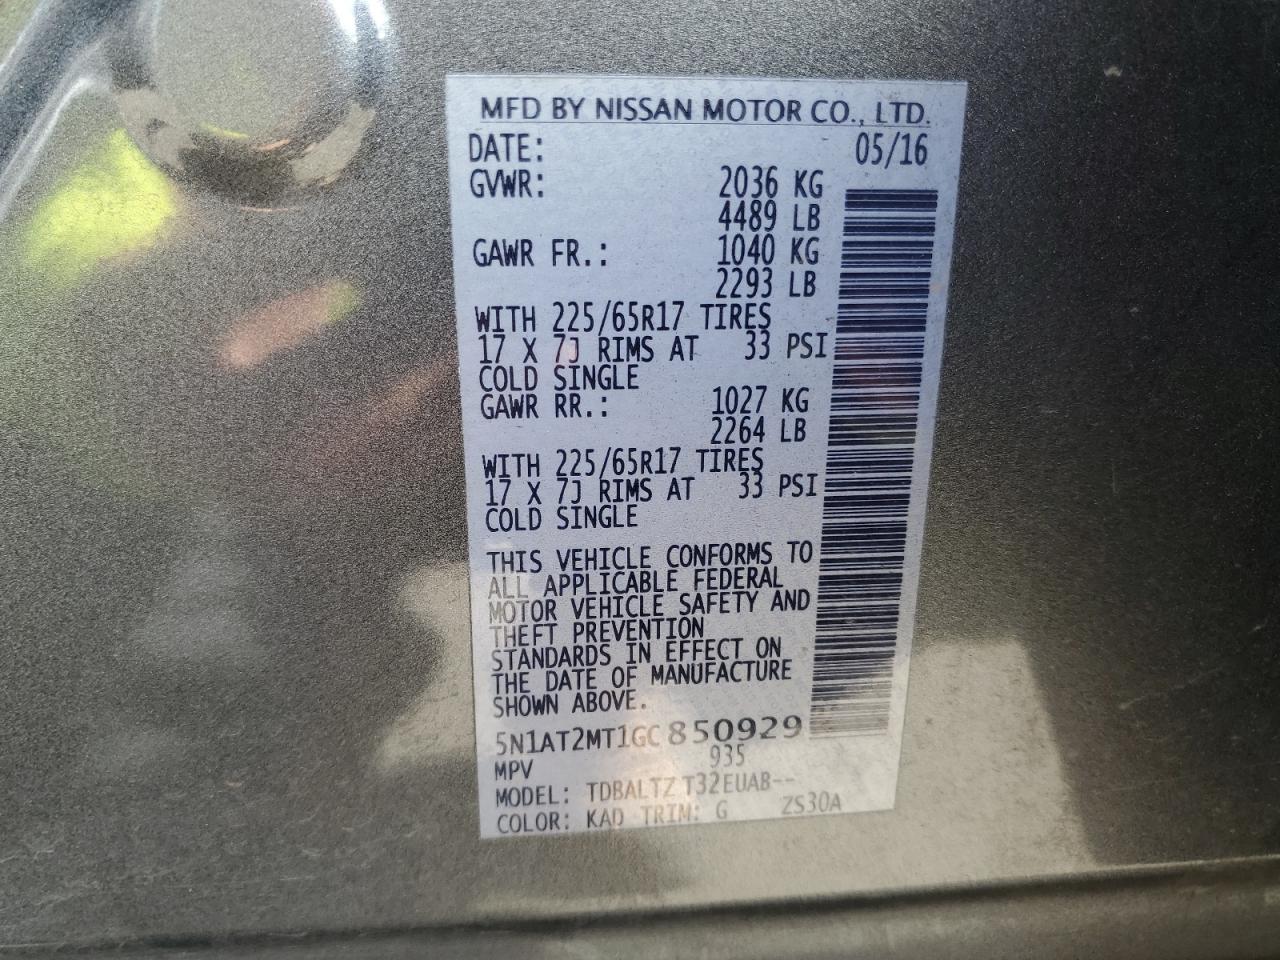 MFD BY NISSAN MOTOR CO., LTD.
DATE: 05/16
GVWR: 2036 KG
4489 LB
GAWR FR.: 1040 KG
2293 LB
WITH 225/65R17 TIRES
17 X 7J RIMS AT 33 PSI
COLD SINGLE
GAWR RR.: 1027 KG
2264 LB
WITH 225/65R17 TIRES
17 X 7J RIMS AT 33 PSI
COLD SINGLE
THIS VEHICLE CONFORMS TO
ALL APPLICABLE FEDERAL
MOTOR VEHICLE SAFETY AND
THEFT PREVENTION
STANDARDS IN EFFECT ON
THE DATE OF MANUFACTURE
SHOWN ABOVE.
5N1AT2MT1GC850929
MPV 935
MODEL: TDBALTZ T32EUAB--
COLOR: KAD TRIM: G ZS30A